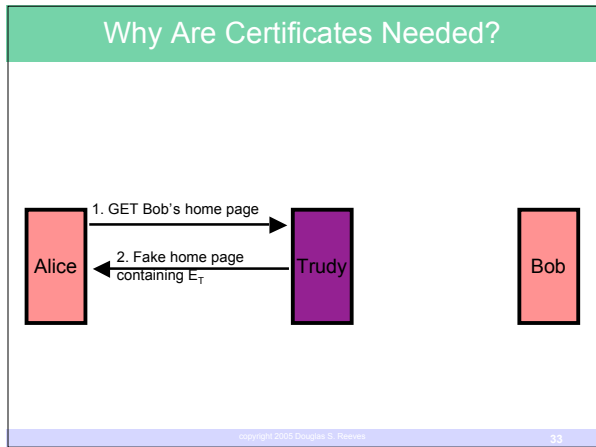 Why Are Certificates Needed?
1. GET Bob's home page
Alice
2. Fake home page
containing E_T
Trudy
Bob
copyright 2005 Douglas S. Reeves
33